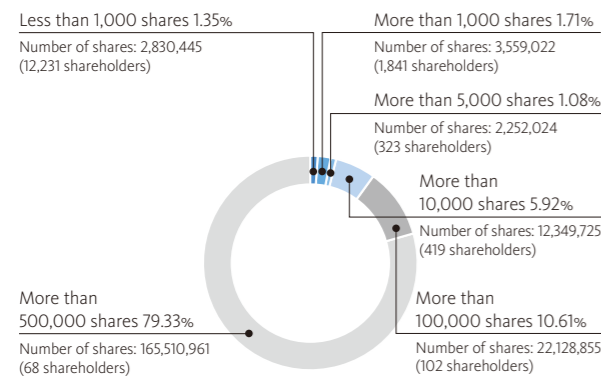 Less than 1,000 shares 1.35%
Number of shares: 2,830,445
(12,231 shareholders)
More than 1,000 shares 1.71%
Number of shares: 3,559,022
(1,841 shareholders)
More than 5,000 shares 1.08%
Number of shares: 2,252,024
(323 shareholders)
More than
10,000 shares 5.92%
Number of shares: 12,349,725
(419 shareholders)
More than
500,000 shares 79.33%
Number of shares: 165,510,961
(68 shareholders)
More than
100,000 shares 10.61%
Number of shares: 22,128,855
(102 shareholders)